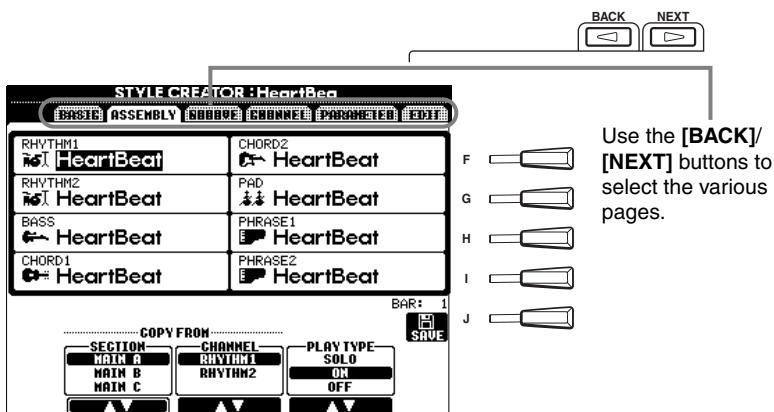 BACK NEXT
STYLE CREATOR : HeartBea
BASIC ASSEMBLY GROOVE CHANNEL PARAMETER EDIT
RHYTHM1
HeartBeat
CHORD2
HeartBeat
RHYTHM2
HeartBeat
PAD
HeartBeat
BASS
HeartBeat
PHRASE1
HeartBeat
CHORD1
HeartBeat
PHRASE2
HeartBeat
F
G
H
I
J
Use the [BACK]/
[NEXT] buttons to
select the various
pages.
BAR: 1
SAVE
COPY FROM
SECTION
MAIN A
MAIN B
MAIN C
CHANNEL
RHYTHM1
RHYTHM2
PLAY TYPE
SOLO
ON
OFF